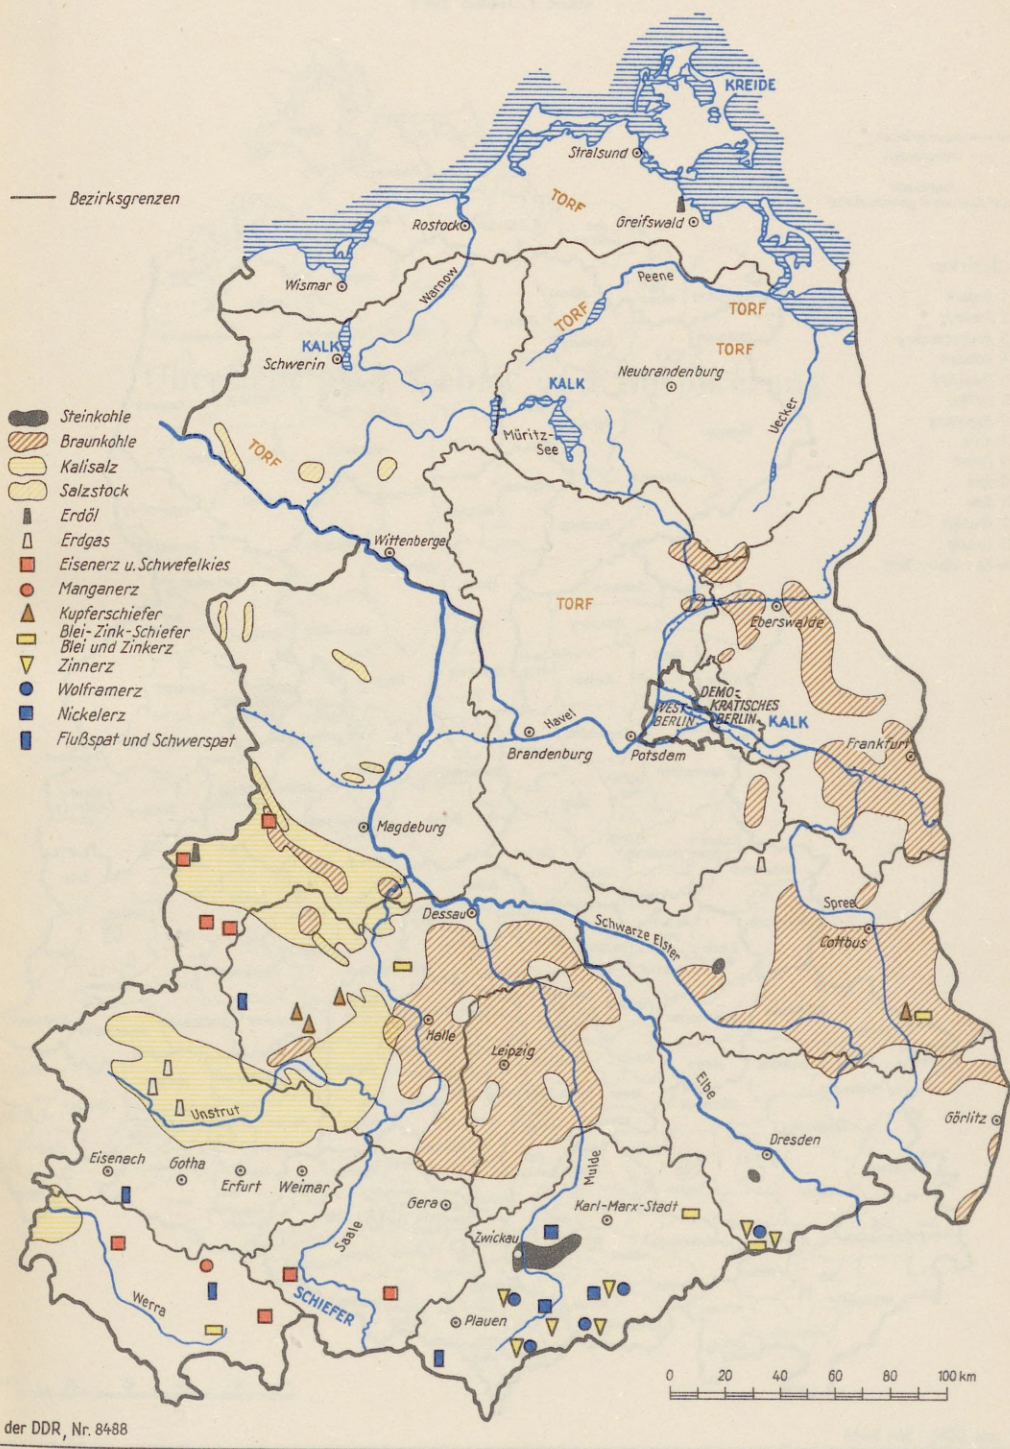 KREIDE
Stralsund
Bezirksgrenzen
TORF
Greifswald
Rostock
Peene
Wismar
Warnow
TORF
TORF
KALK
TORF
Schwerin
Neubrandenburg
KALK
Uecker
Steinkohle
Müritz-
See
Braunkohle
TORF
Kalisalz
Salzstock
Erdöl
Erdgas
Wittenberge
Eisenerz u. Schwefelkies
Manganerz
TORF
Kupferschiefer
Eberswalde
Blei-Zink-Schiefer
Blei und Zinkerz
Zinnerz
Wolframerz
DEMO-
KRATISCHES
BERLIN
WEST-
BERLIN
Nickelerz
Havel
KALK
Flußspat und Schwerspat
Frankfurt
Brandenburg
Potsdam
Magdeburg
Spree
Dessau
Schwarze Elster
Cottbus
Halle
Leipzig
Elbe
Unstrut
Görlitz
Dresden
Eisenach
Gotha
Erfurt
Weimar
Mulde
Gera
Karl-Marx-Stadt
Saale
Zwickau
Werra
SCHIEFER
Plauen
0 20 40 60 80 100 km
der DDR, Nr. 8488